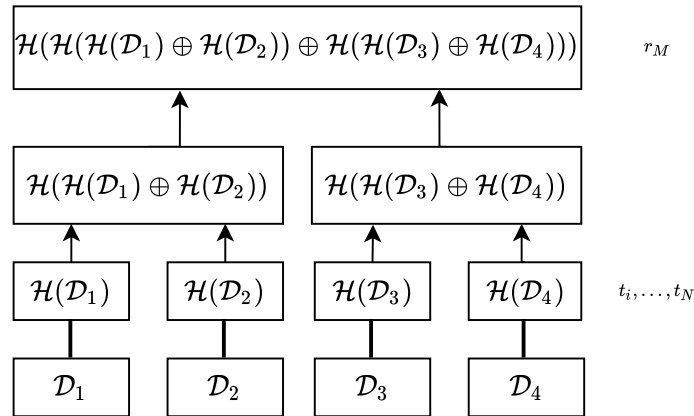 ℋ(ℋ(ℋ(𝒟₁) ⊕ ℋ(𝒟₂)) ⊕ ℋ(ℋ(𝒟₃) ⊕ ℋ(𝒟₄))) r_M
ℋ(ℋ(𝒟₁) ⊕ ℋ(𝒟₂)) ℋ(ℋ(𝒟₃) ⊕ ℋ(𝒟₄))
ℋ(𝒟₁) ℋ(𝒟₂) ℋ(𝒟₃) ℋ(𝒟₄) t_i, …, t_N
𝒟₁ 𝒟₂ 𝒟₃ 𝒟₄